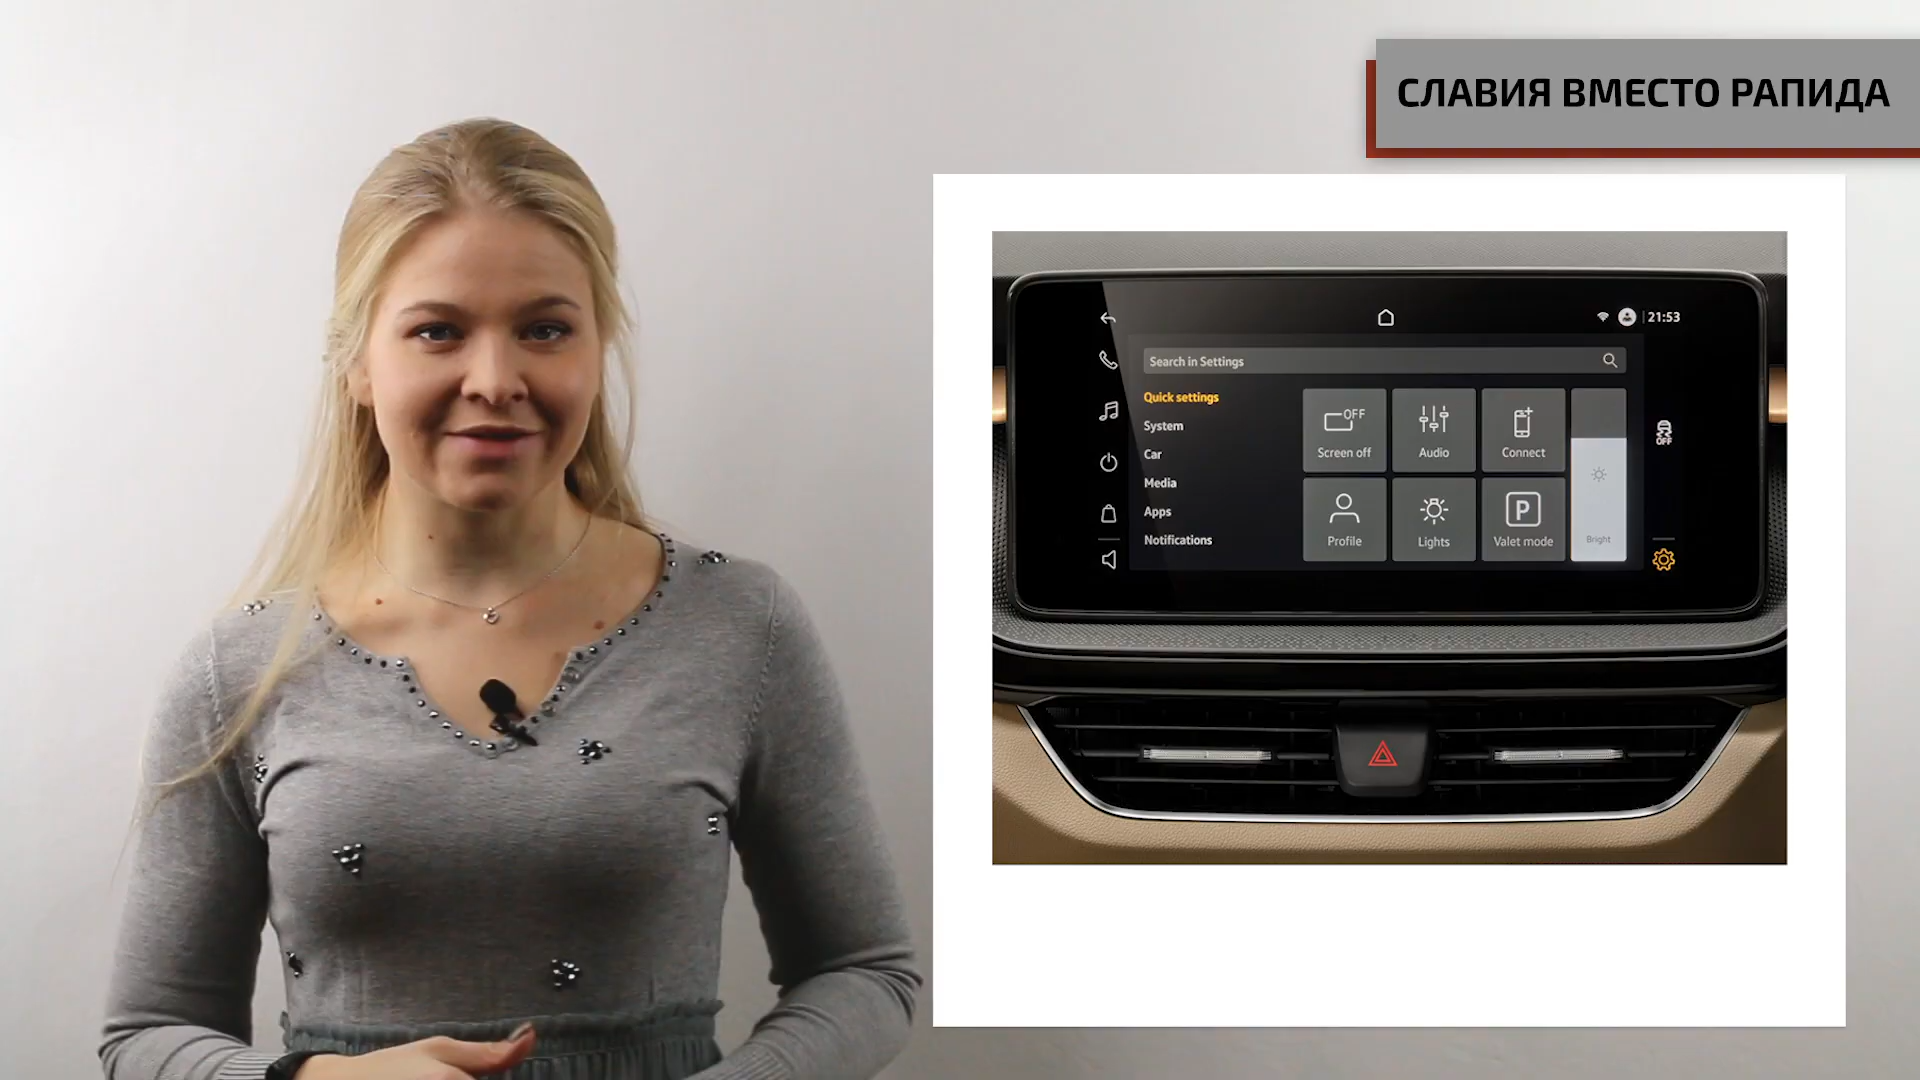 СЛАВИЯ ВМЕСТО РАПИДА
21:53
Search in Settings
Quick settings
System
Car
Media
Apps
Notifications
OFF
Screen off
Audio
Connect
Profile
Lights
P
Valet mode
Bright
OFF